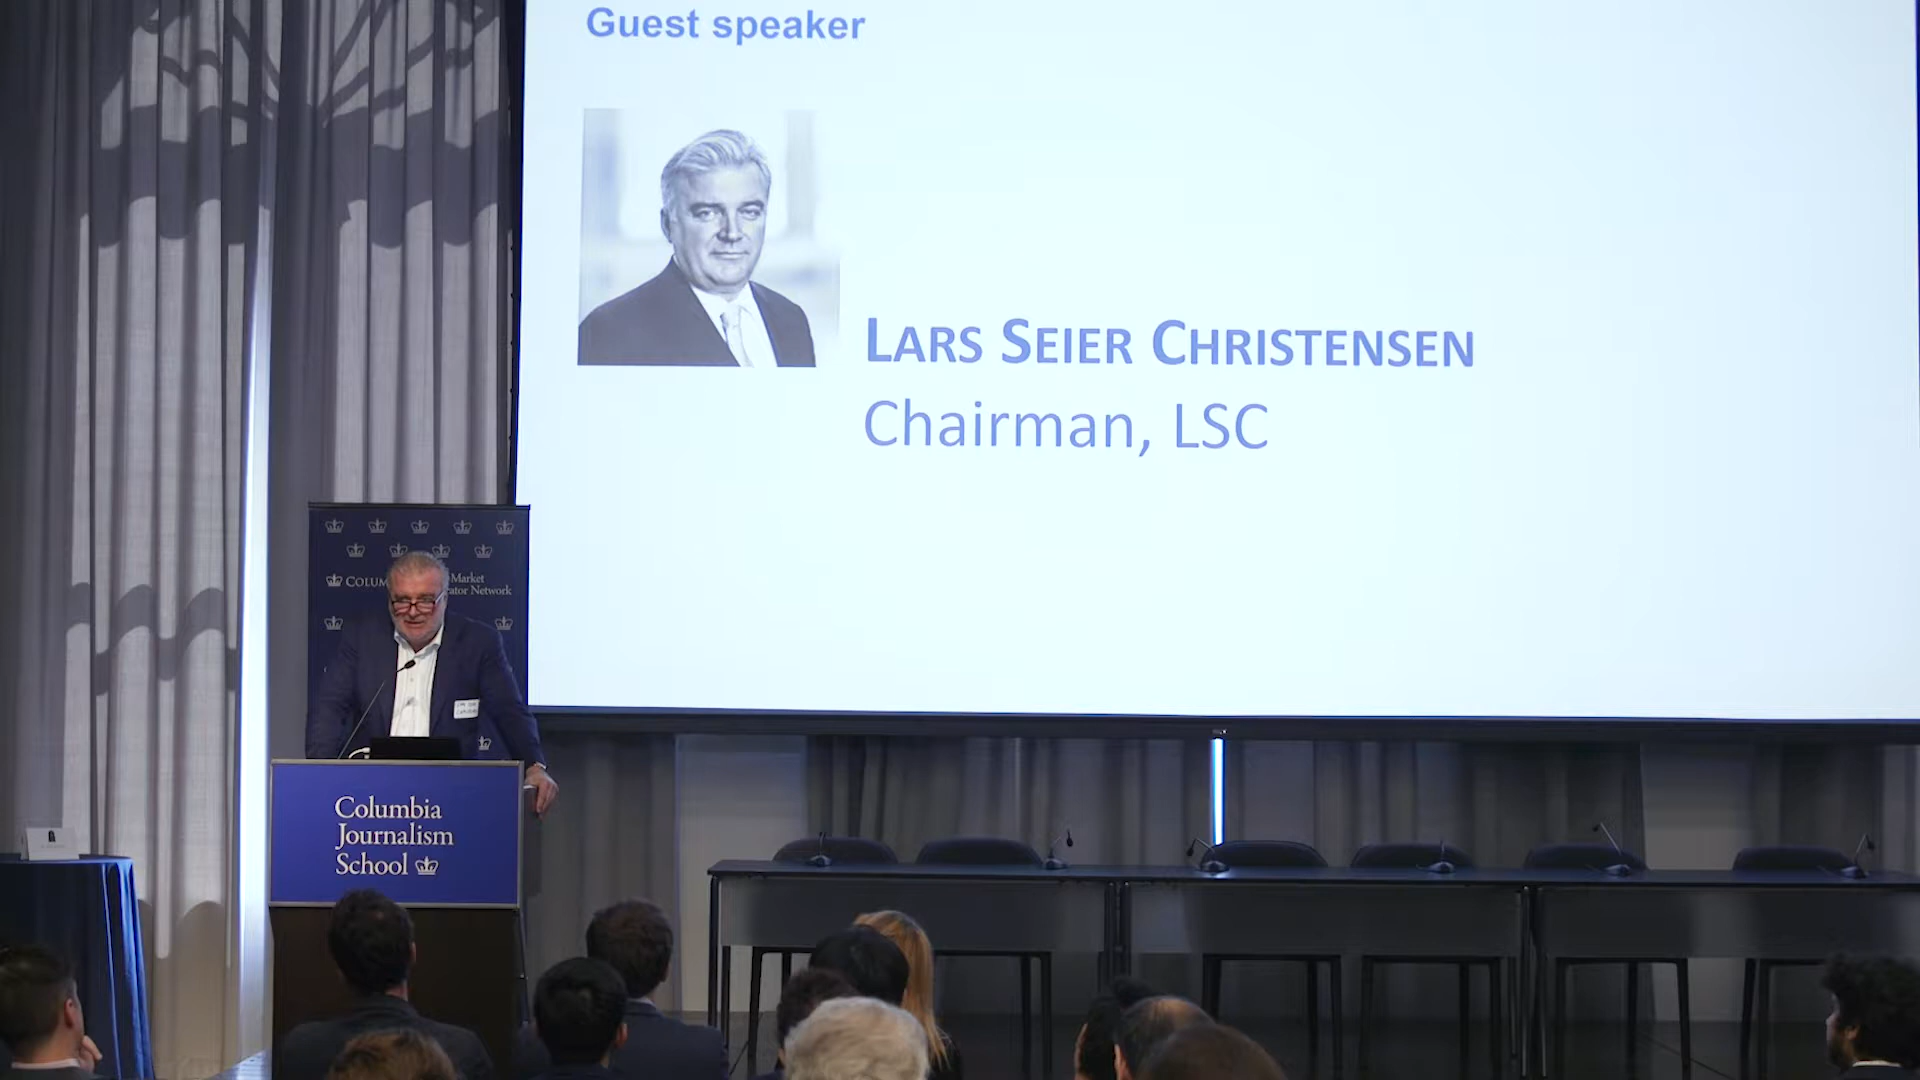 Guest speaker
LARS SEIER CHRISTENSEN
Chairman, LSC
Market
Network
Columbia
Journalism
School